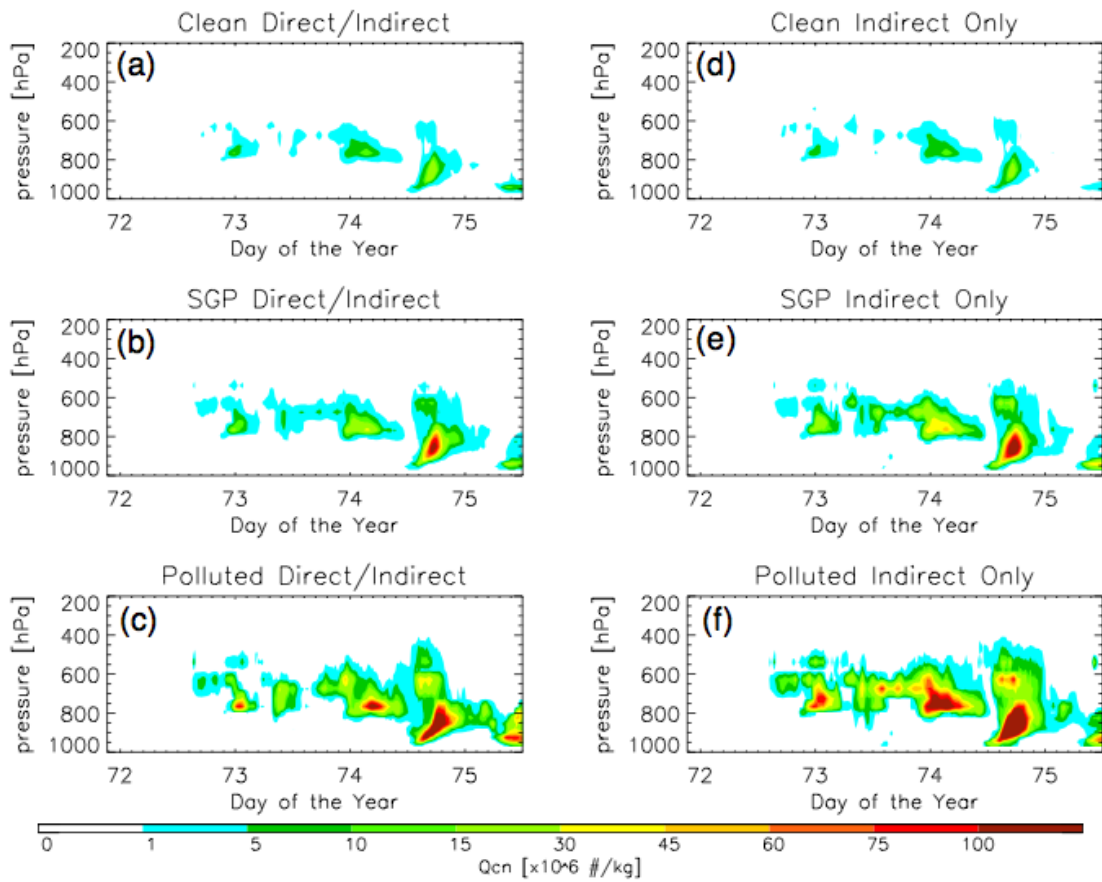 Clean Direct/Indirect
Clean Indirect Only
(a)
(d)
pressure [hPa]
200
400
600
800
1000
72 73 74 75
Day of the Year
pressure [hPa]
200
400
600
800
1000
72 73 74 75
Day of the Year
SGP Direct/Indirect
SGP Indirect Only
(b)
(e)
pressure [hPa]
200
400
600
800
1000
72 73 74 75
Day of the Year
pressure [hPa]
200
400
600
800
1000
72 73 74 75
Day of the Year
Polluted Direct/Indirect
Polluted Indirect Only
(c)
(f)
pressure [hPa]
200
400
600
800
1000
72 73 74 75
Day of the Year
pressure [hPa]
200
400
600
800
1000
72 73 74 75
Day of the Year
0 1 5 10 15 30 45 60 75 100
Qcn [x10^6 #/kg]